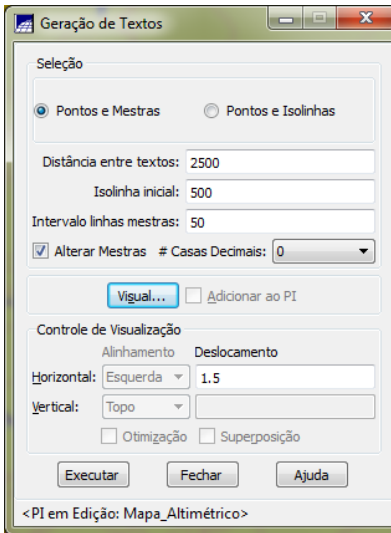 Geração de Textos
Seleção
Pontos e Mestras Pontos e Isolinhas
Distância entre textos: 2500
Isolinha inicial: 500
Intervalo linhas mestras: 50
Alterar Mestras # Casas Decimais: 0
Visual... Adicionar ao PI
Controle de Visualização
Alinhamento Deslocamento
Horizontal: Esquerda 1.5
Vertical: Topo
Otimização Superposição
Executar Fechar Ajuda
<PI em Edição: Mapa_Altimétrico>